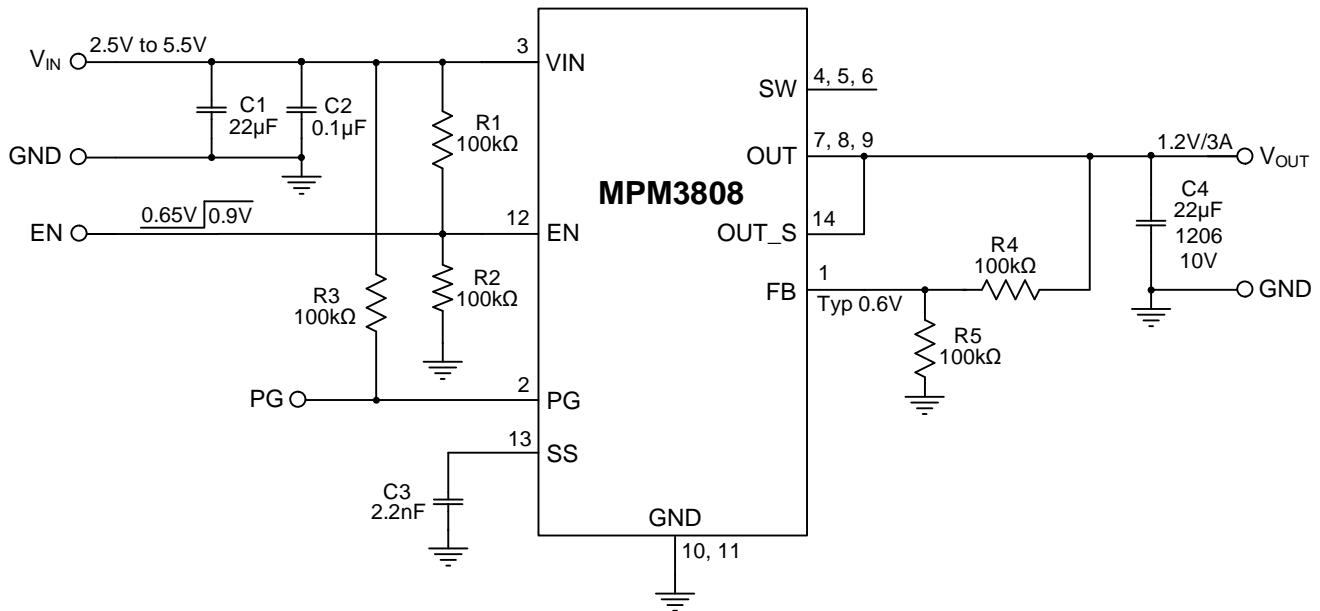 VIN
2.5V to 5.5V
3
VIN
C1
22µF
C2
0.1µF
R1
100kΩ
GND
EN
0.65V
0.9V
12
EN
R3
100kΩ
R2
100kΩ
PG
2
PG
13
SS
C3
2.2nF
MPM3808
GND
10, 11
SW
4, 5, 6
OUT
7, 8, 9
1.2V/3A
VOUT
OUT_S
14
C4
22µF
1206
10V
R4
100kΩ
FB
1
Typ 0.6V
R5
100kΩ
GND